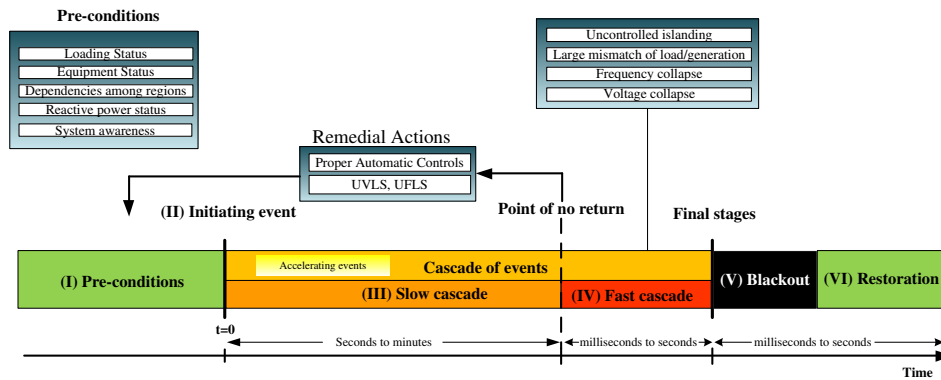 Pre-conditions
Loading Status
Equipment Status
Dependencies among regions
Reactive power status
System awareness
Uncontrolled islanding
Large mismatch of load/generation
Frequency collapse
Voltage collapse
Remedial Actions
Proper Automatic Controls
UVLS, UFLS
(II) Initiating event
Point of no return
Final stages
(I) Pre-conditions
Accelerating events
Cascade of events
(III) Slow cascade
(IV) Fast cascade
(V) Blackout
(VI) Restoration
t=0
Seconds to minutes
milliseconds to seconds
milliseconds to seconds
Time